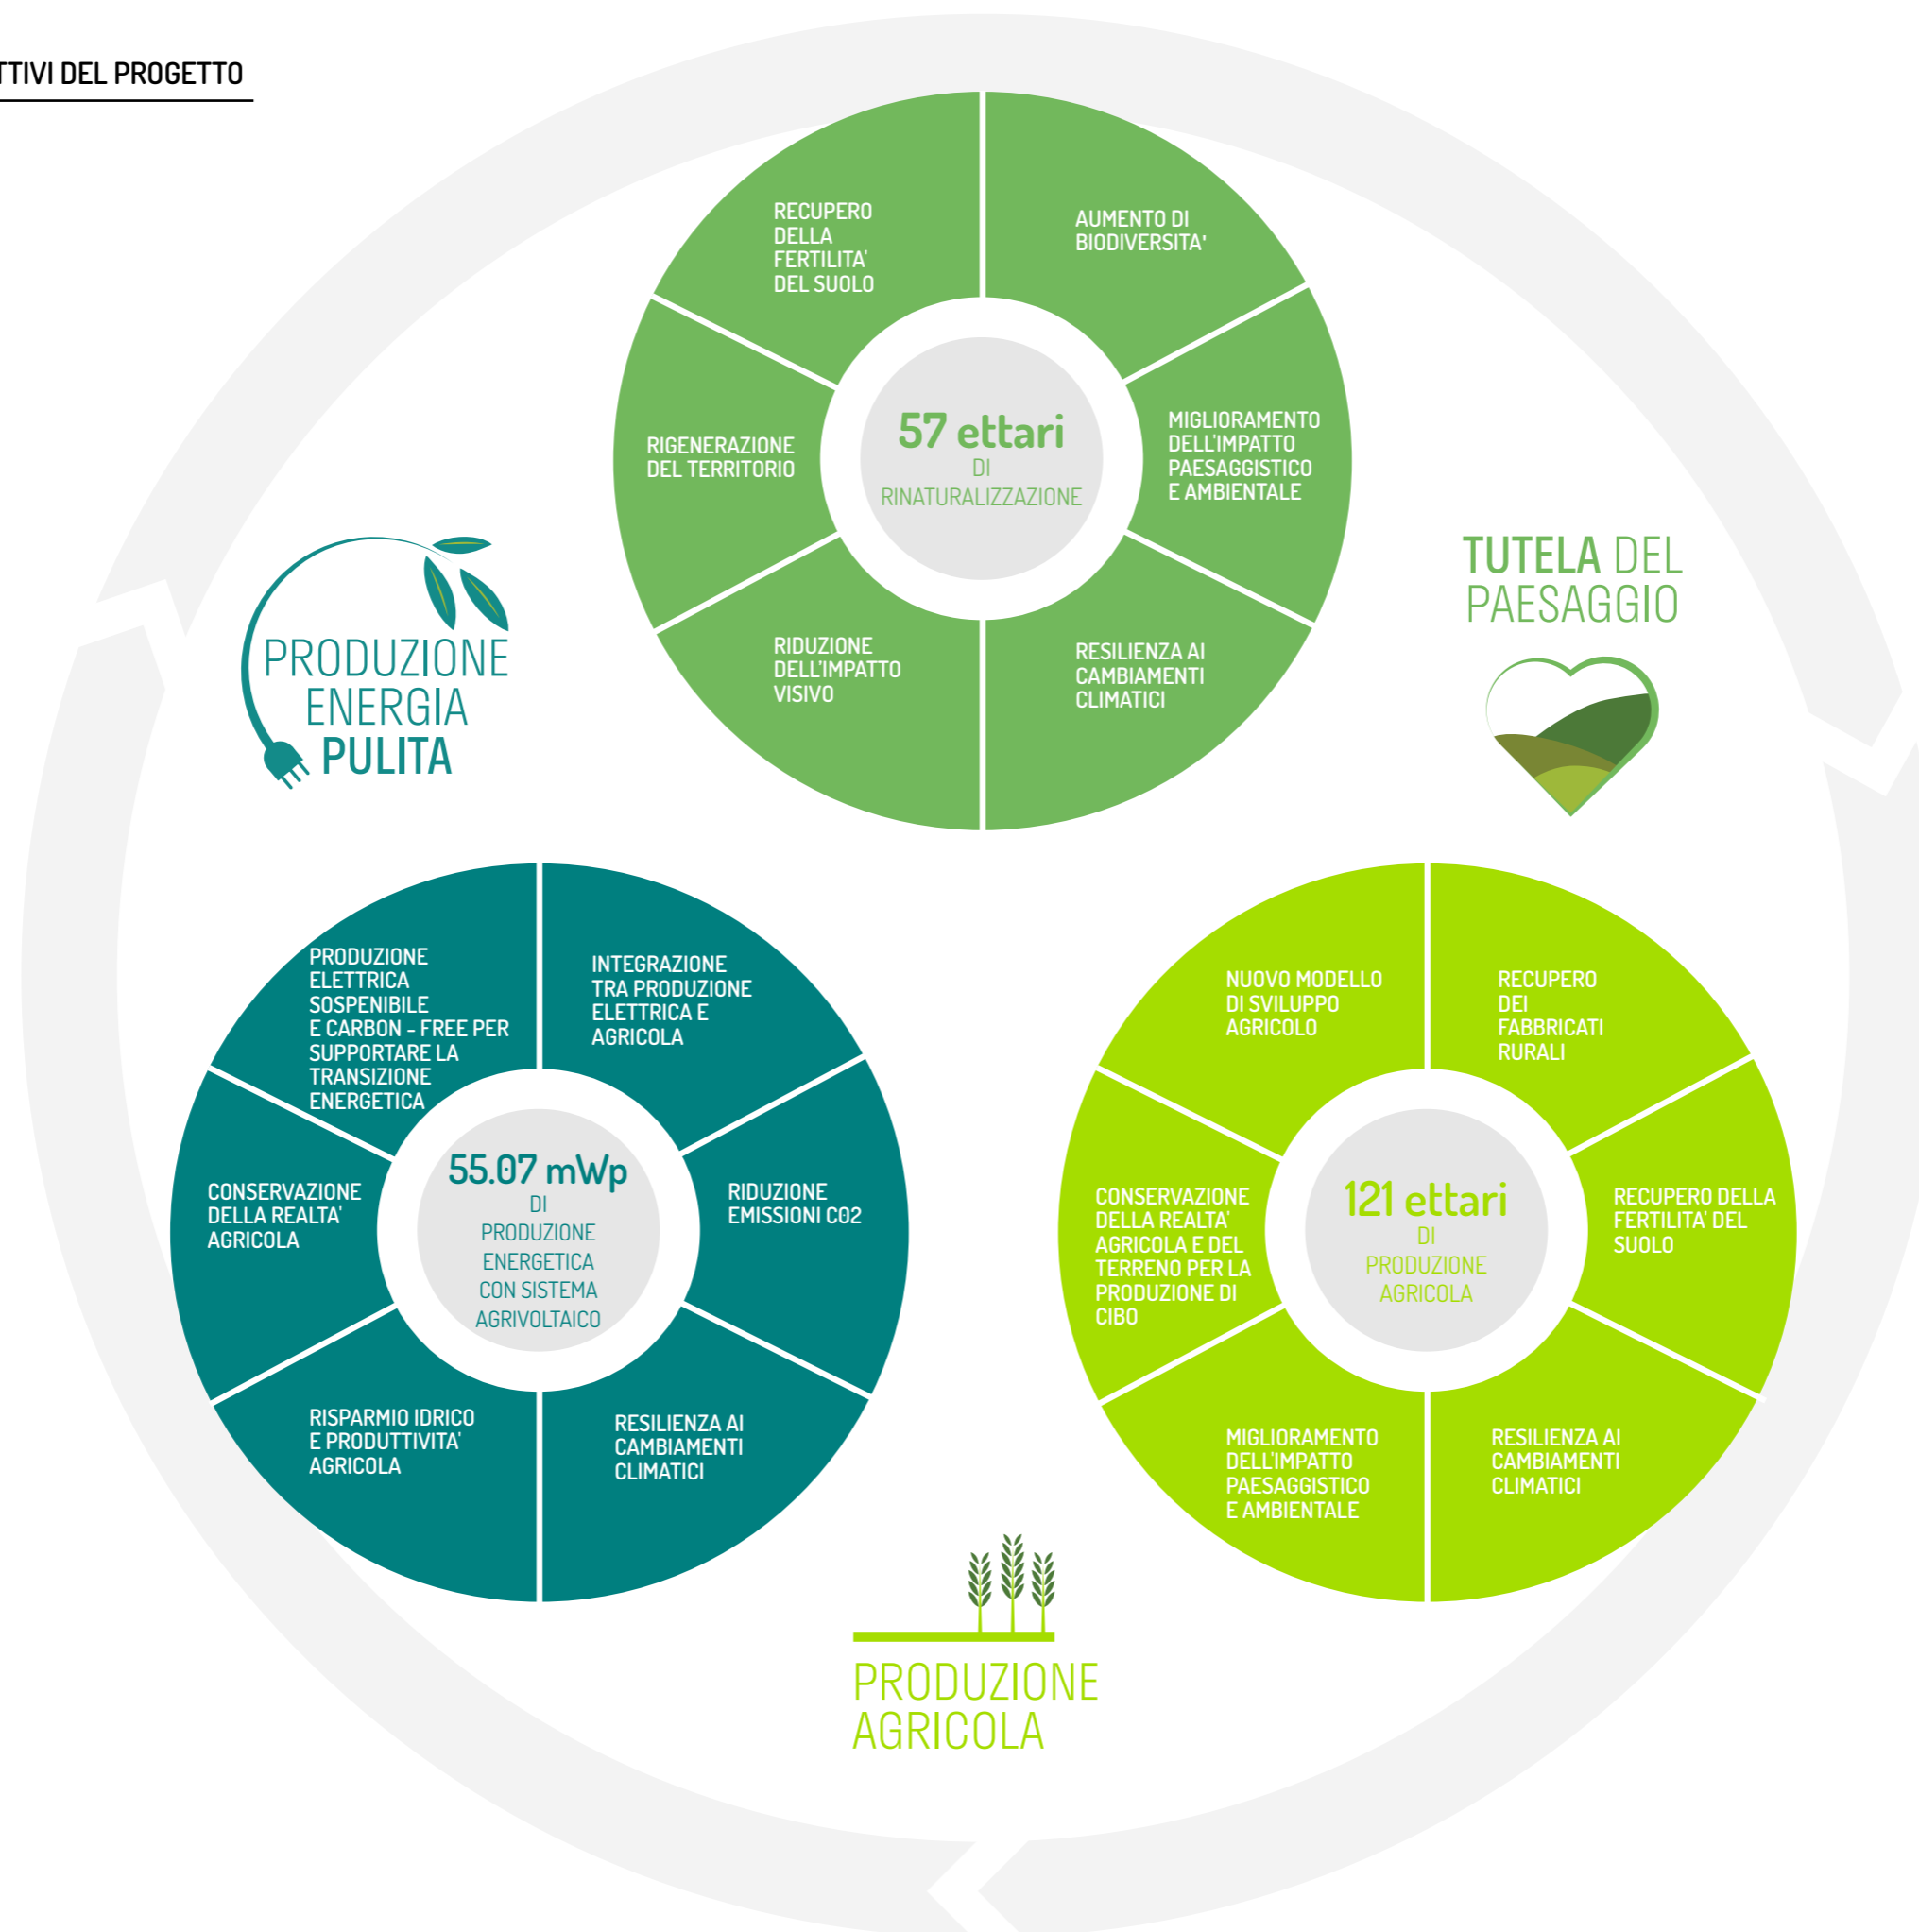 TTIVI DEL PROGETTO
RECUPERO
DELLA
FERTILITA'
DEL SUOLO
AUMENTO DI
BIODIVERSITA'
MIGLIORAMENTO
DELL'IMPATTO
PAESAGGISTICO
E AMBIENTALE
RESILIENZA AI
CAMBIAMENTI
CLIMATICI
RIDUZIONE
DELL'IMPATTO
VISIVO
RIGENERAZIONE
DEL TERRITORIO
57 ettari
DI
RINATURALIZZAZIONE
PRODUZIONE
ENERGIA
PULITA
TUTELA DEL
PAESAGGIO
PRODUZIONE
ELETTRICA
SOSPENIBILE
E CARBON - FREE PER
SUPPORTARE LA
TRANSIZIONE
ENERGETICA
INTEGRAZIONE
TRA PRODUZIONE
ELETTRICA E
AGRICOLA
RIDUZIONE
EMISSIONI C02
RESILIENZA AI
CAMBIAMENTI
CLIMATICI
RISPARMIO IDRICO
E PRODUTTIVITA'
AGRICOLA
CONSERVAZIONE
DELLA REALTA'
AGRICOLA
55.07 mWp
DI
PRODUZIONE
ENERGETICA
CON SISTEMA
AGRIVOLTAICO
NUOVO MODELLO
DI SVILUPPO
AGRICOLO
RECUPERO
DEI
FABBRICATI
RURALI
RECUPERO DELLA
FERTILITA' DEL
SUOLO
RESILIENZA AI
CAMBIAMENTI
CLIMATICI
MIGLIORAMENTO
DELL'IMPATTO
PAESAGGISTICO
E AMBIENTALE
CONSERVAZIONE
DELLA REALTA'
AGRICOLA E DEL
TERRENO PER LA
PRODUZIONE DI
CIBO
121 ettari
DI
PRODUZIONE
AGRICOLA
PRODUZIONE
AGRICOLA